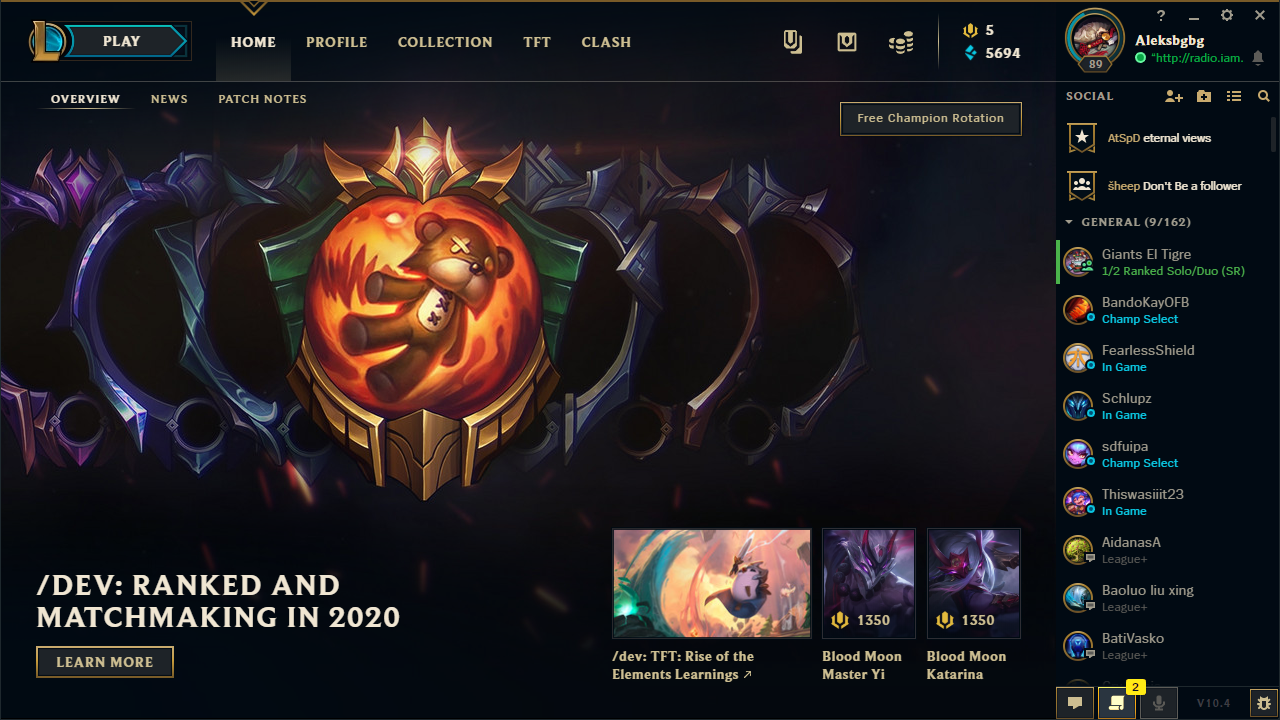 PLAY
HOME
PROFILE
COLLECTION
TFT
CLASH
5
5694
?
Aleksbgbg
"http://radio.iam.
89
OVERVIEW
NEWS
PATCH NOTES
Free Champion Rotation
/DEV: RANKED AND
MATCHMAKING IN 2020
LEARN MORE
1350
1350
/dev: TFT: Rise of the
Elements Learnings ↗
Blood Moon
Master Yi
Blood Moon
Katarina
SOCIAL
AtSpD eternal views
šheep Don't Be a follower
GENERAL (9/162)
Giants El Tigre
1/2 Ranked Solo/Duo (SR)
BandoKayOFB
Champ Select
FearlessShield
In Game
Schlupz
In Game
sdfuipa
Champ Select
Thiswasiiit23
In Game
AidanasA
League+
Baoluo liu xing
League+
BatiVasko
League+
2
V10.4